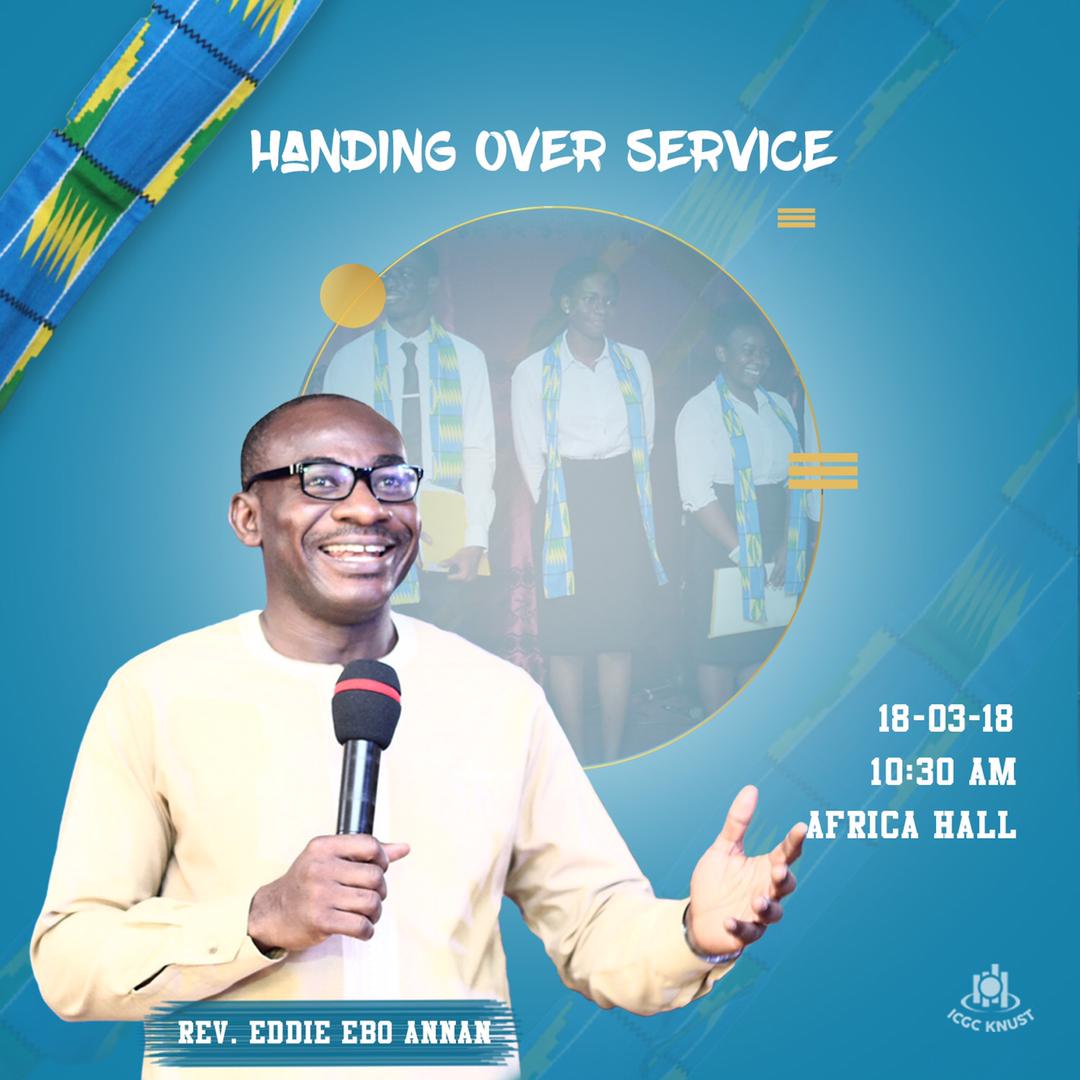 HANDING OVER SERVICE
18-03-18
10:30 AM
AFRICA HALL
REV. EDDIE EBO ANNAN
ICGC KNUST